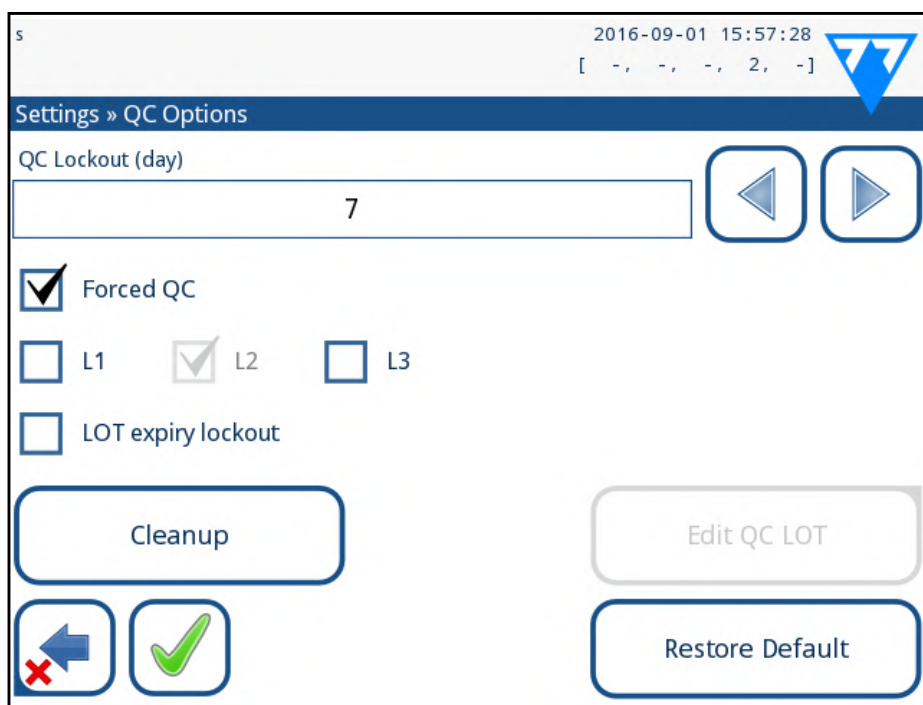 s
2016-09-01 15:57:28
[ -, -, -, 2, -]
Settings » QC Options
QC Lockout (day)
7
Forced QC
L1 L2 L3
LOT expiry lockout
Cleanup Edit QC LOT
Restore Default